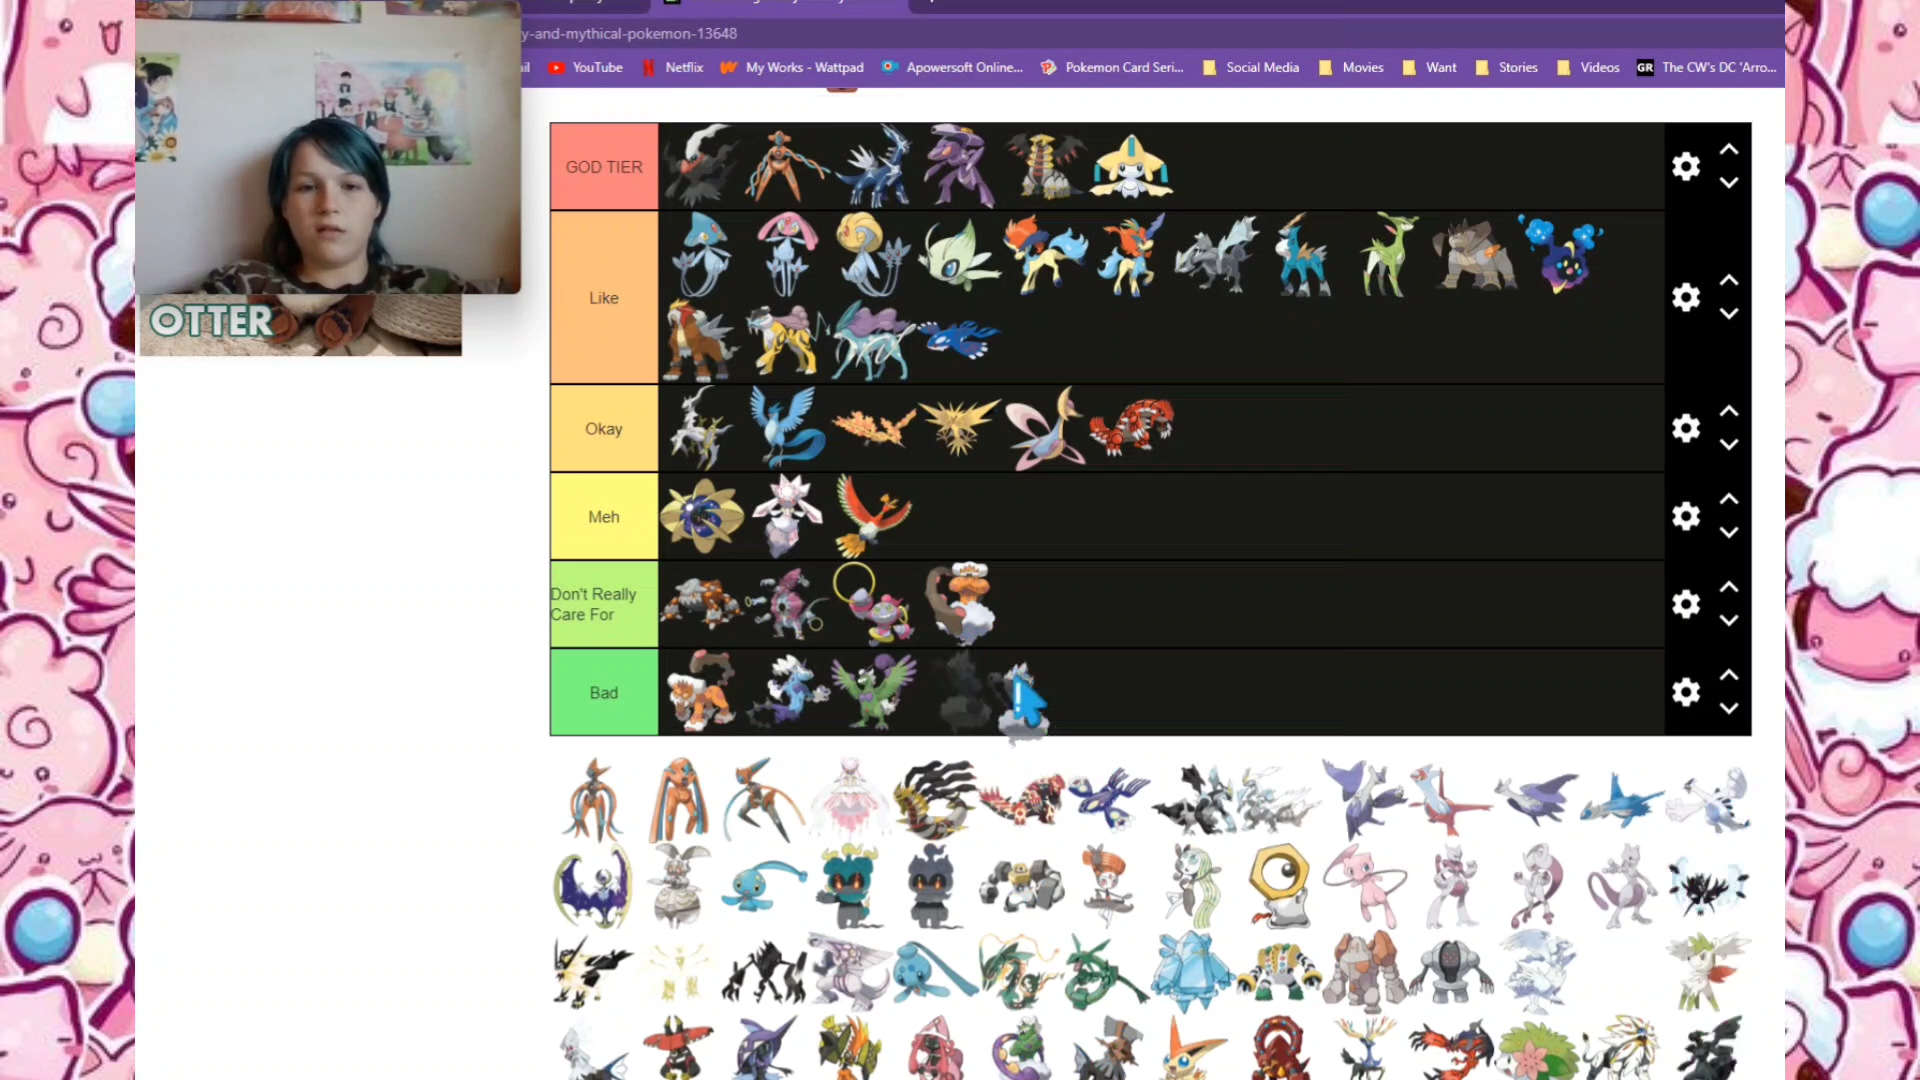 y-and-mythical-pokemon-13648
il YouTube Netflix My Works - Wattpad Apowersoft Online... Pokemon Card Seri... Social Media Movies Want Stories Videos GR The CW's DC 'Arro...
OTTER
GOD TIER
Like
Okay
Meh
Don't Really
Care For
Bad